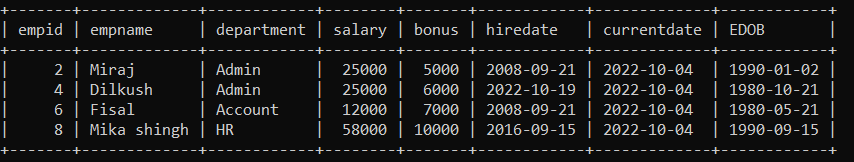 +-------+--------------+------------+--------+-------+------------+-------------+------------+
| empid | empname      | department | salary | bonus | hiredate   | currentdate | EDOB       |
+-------+--------------+------------+--------+-------+------------+-------------+------------+
|     2 | Miraj        | Admin      |  25000 |  5000 | 2008-09-21 | 2022-10-04  | 1990-01-02 |
|     4 | Dilkush      | Admin      |  25000 |  6000 | 2022-10-19 | 2022-10-04  | 1980-10-21 |
|     6 | Fisal        | Account    |  12000 |  7000 | 2008-09-21 | 2022-10-04  | 1980-05-21 |
|     8 | Mika shingh | HR         |  58000 | 10000 | 2016-09-15 | 2022-10-04  | 1990-09-15 |
+-------+--------------+------------+--------+-------+------------+-------------+------------+